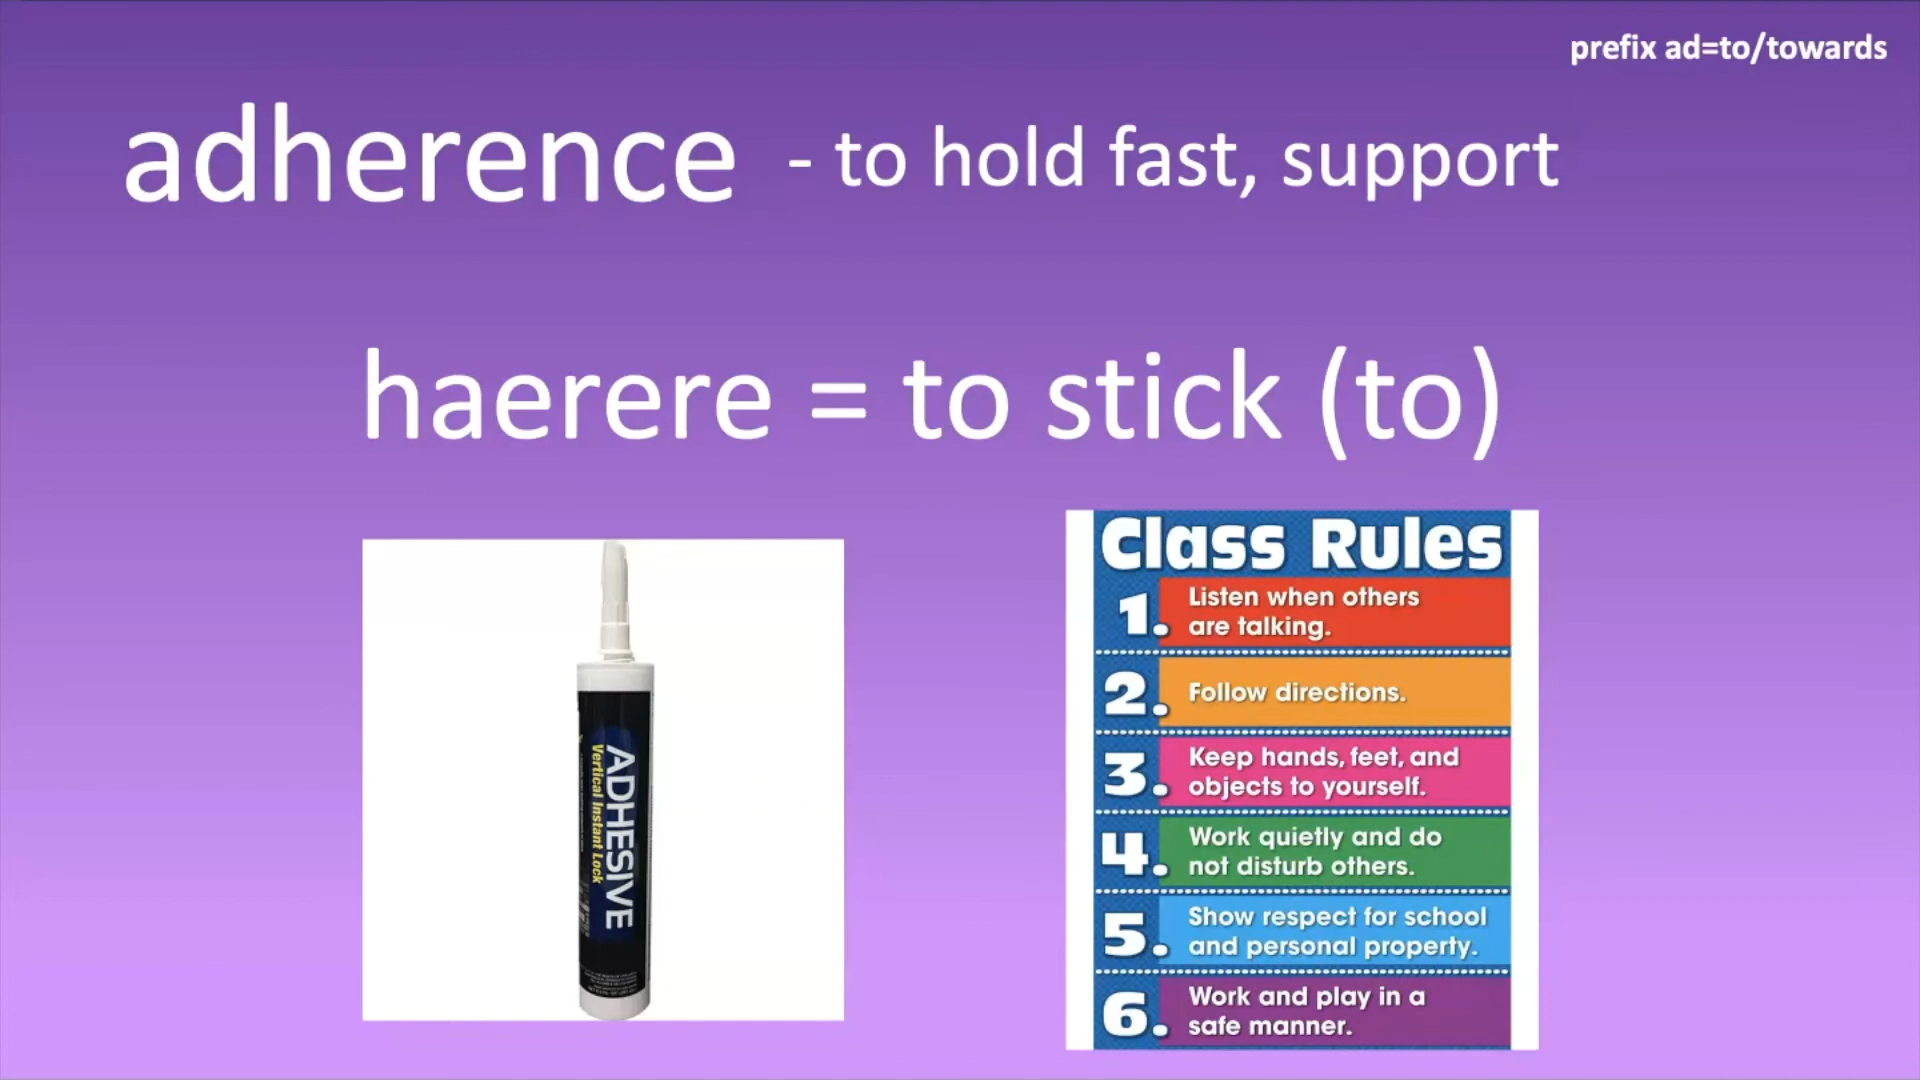 prefix ad=to/towards
adherence - to hold fast, support
haerere = to stick (to)
ADHESIVE
Vertical Instant Lock
Class Rules
1. Listen when others
are talking.
2. Follow directions.
3. Keep hands, feet, and
objects to yourself.
4. Work quietly and do
not disturb others.
5. Show respect for school
and personal property.
6. Work and play in a
safe manner.